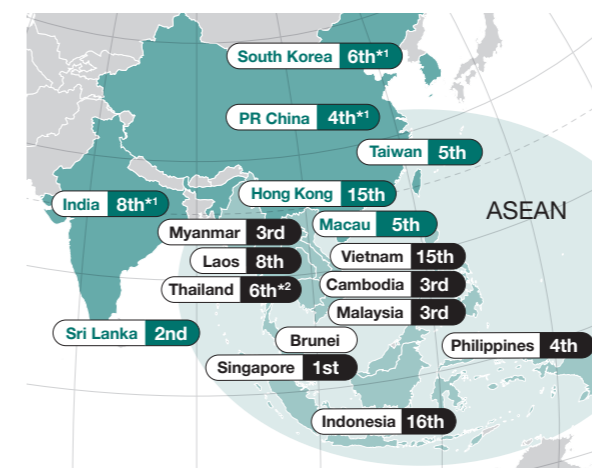 South Korea 6th*1
PR China 4th*1
Taiwan 5th
Hong Kong 15th
India 8th*1
ASEAN
Macau 5th
Myanmar 3rd
Vietnam 15th
Laos 8th
Cambodia 3rd
Thailand 6th*2
Malaysia 3rd
Sri Lanka 2nd
Brunei
Philippines 4th
Singapore 1st
Indonesia 16th